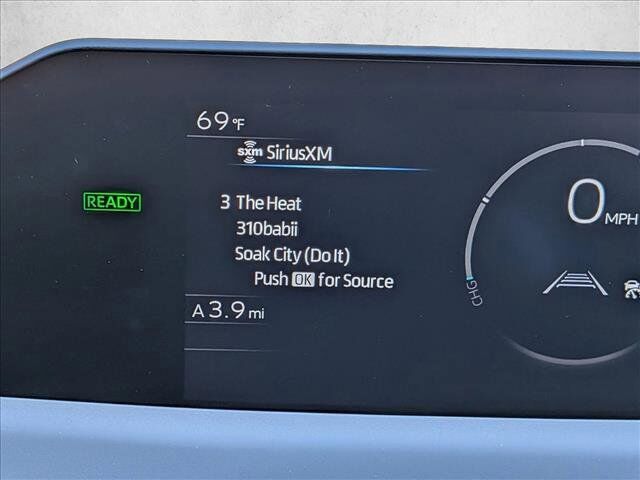 69°F
sxm SiriusXM
READY
3 The Heat
310babii
Soak City (Do It)
Push OK for Source
A 3.9 mi
0 MPH
CHG